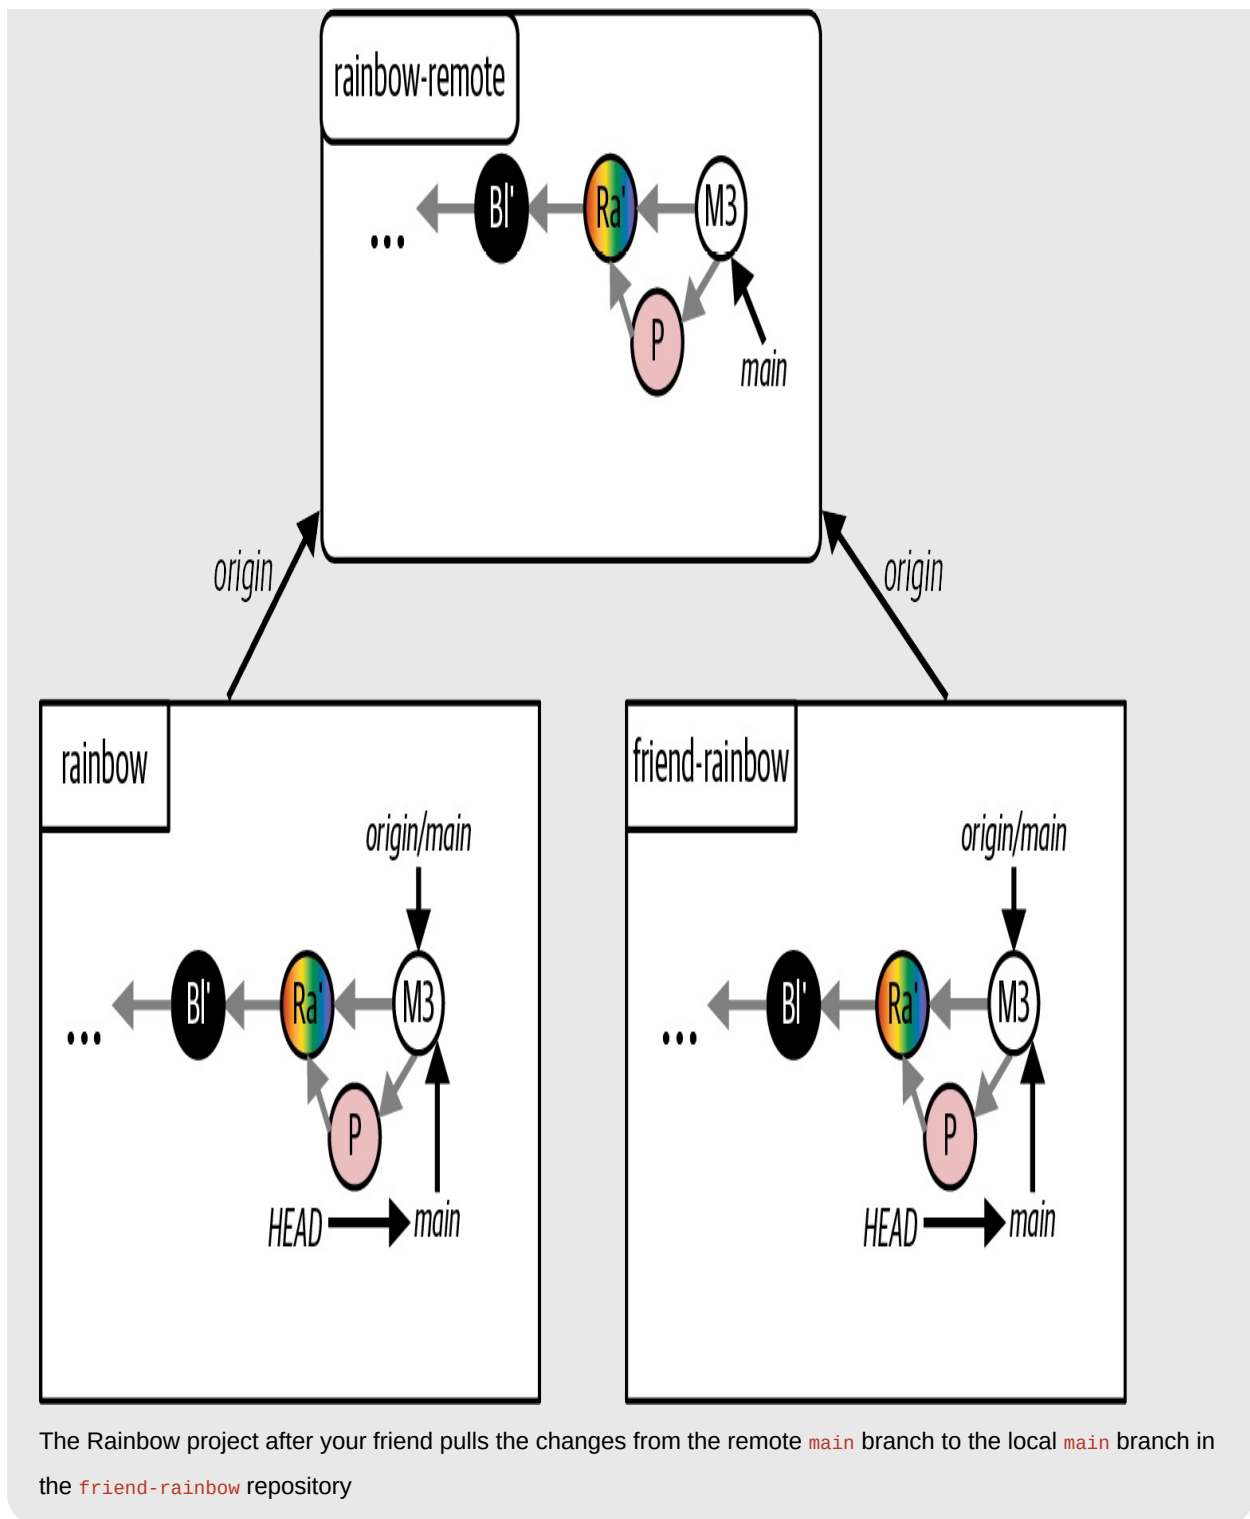 rainbow-remote
... Bl' Ra' M3
P
main
origin origin
rainbow
origin/main
... Bl' Ra' M3
P
HEAD main
friend-rainbow
origin/main
... Bl' Ra' M3
P
HEAD main
The Rainbow project after your friend pulls the changes from the remote main branch to the local main branch in
the friend-rainbow repository